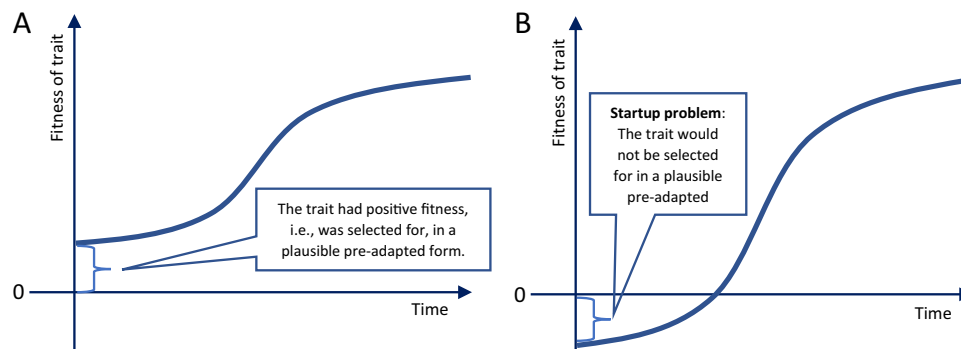 A
Fitness of trait
The trait had positive fitness,
i.e., was selected for, in a
plausible pre-adapted form.
0
Time
B
Fitness of trait
Startup problem:
The trait would
not be selected
for in a plausible
pre-adapted
0
Time